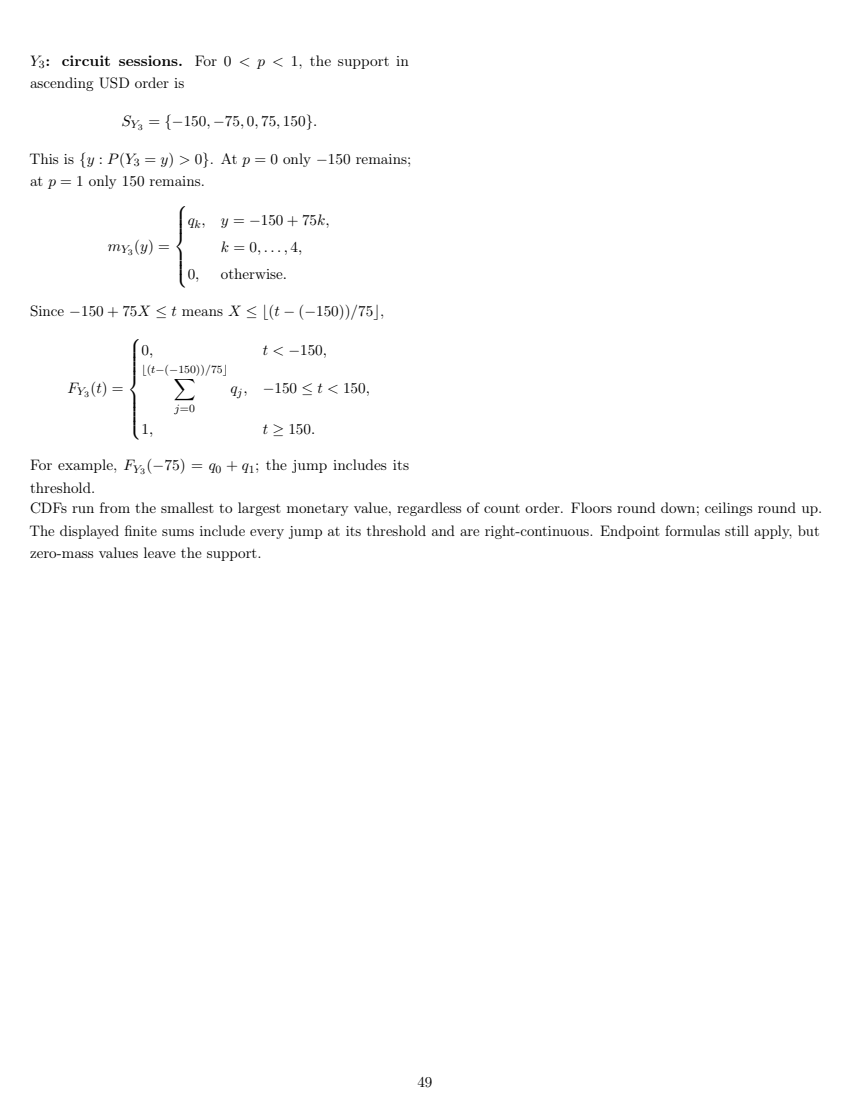 Y₃: circuit sessions. For 0 < p < 1, the support in
ascending USD order is
S_{Y₃} = {−150, −75, 0, 75, 150}.
This is {y : P(Y₃ = y) > 0}. At p = 0 only −150 remains;
at p = 1 only 150 remains.
m_{Y₃}(y) = { q_k, y = −150 + 75k,
k = 0, . . . , 4,
0, otherwise.
Since −150 + 75X ≤ t means X ≤ ⌊(t − (−150))/75⌋,
F_{Y₃}(t) = { 0, t < −150,
∑_{j=0}^{⌊(t−(−150))/75⌋} q_j, −150 ≤ t < 150,
1, t ≥ 150.
For example, F_{Y₃}(−75) = q₀ + q₁; the jump includes its
threshold.
CDFs run from the smallest to largest monetary value, regardless of count order. Floors round down; ceilings round up.
The displayed finite sums include every jump at its threshold and are right-continuous. Endpoint formulas still apply, but
zero-mass values leave the support.
49